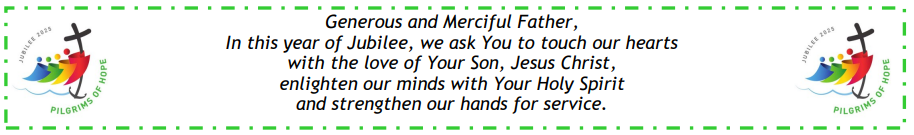 JUBILEE 2025
PILGRIMS OF HOPE
Generous and Merciful Father,
In this year of Jubilee, we ask You to touch our hearts
with the love of Your Son, Jesus Christ,
enlighten our minds with Your Holy Spirit
and strengthen our hands for service.
JUBILEE 2025
PILGRIMS OF HOPE